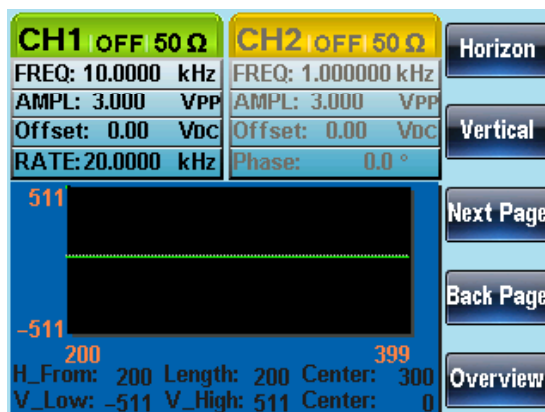 CH1 OFF 50 Ω
FREQ: 10.0000 kHz
AMPL: 3.000 VPP
Offset: 0.00 VDC
RATE: 20.0000 kHz
CH2 OFF 50 Ω
FREQ: 1.000000 kHz
AMPL: 3.000 VPP
Offset: 0.00 VDC
Phase: 0.0 °
511
-511
200 399
H_From: 200 Length: 200 Center: 300
V_Low: -511 V_High: 511 Center: 0
Horizon
Vertical
Next Page
Back Page
Overview